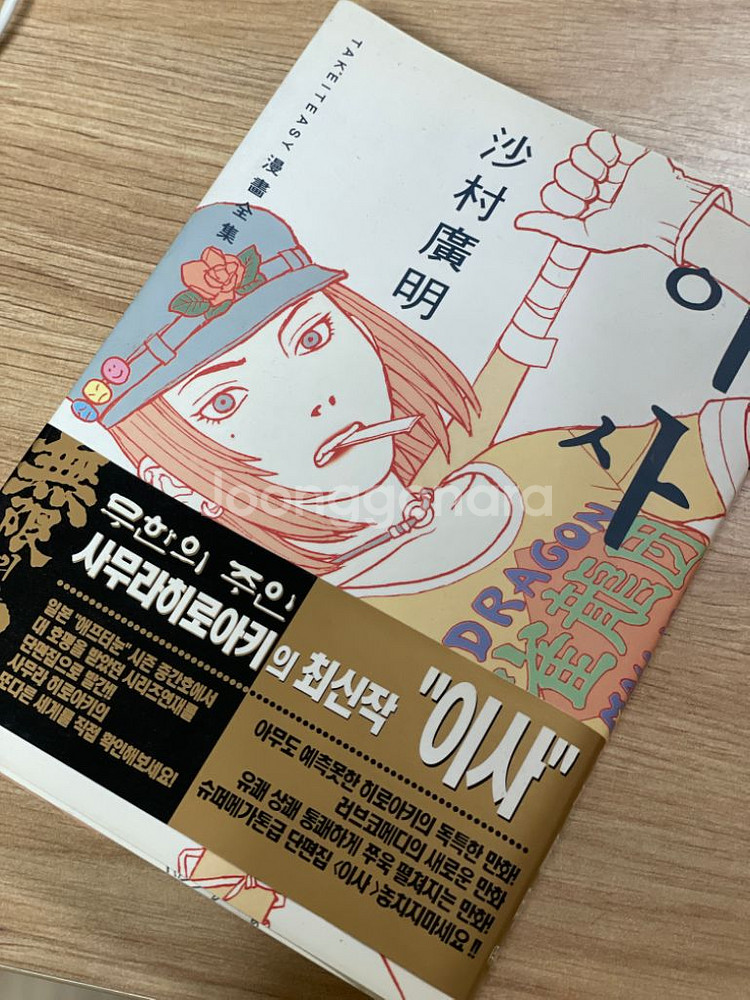 TAKE IT EASY 漫畵全集
沙村廣明
이사
DRAGON
龍
無限의
무한의 주인
사무라히로아키의 최신작 "이사"
일본 "애프터눈" 시즌 증간호에서
대 호평을 받았던 시리즈연재를
단편집으로 발간!!
사무라 히로아키의
또다른 세계를 직접 확인해보세요!
아무도 예측못한 히로아키의 독특한 만화!
러브코메디의 새로운 만화
유쾌 상쾌 통쾌하게 쭈욱 펼쳐지는 만화!
슈퍼메가톤급 단편집 <이사>놓치지마세요!!
loonggonara